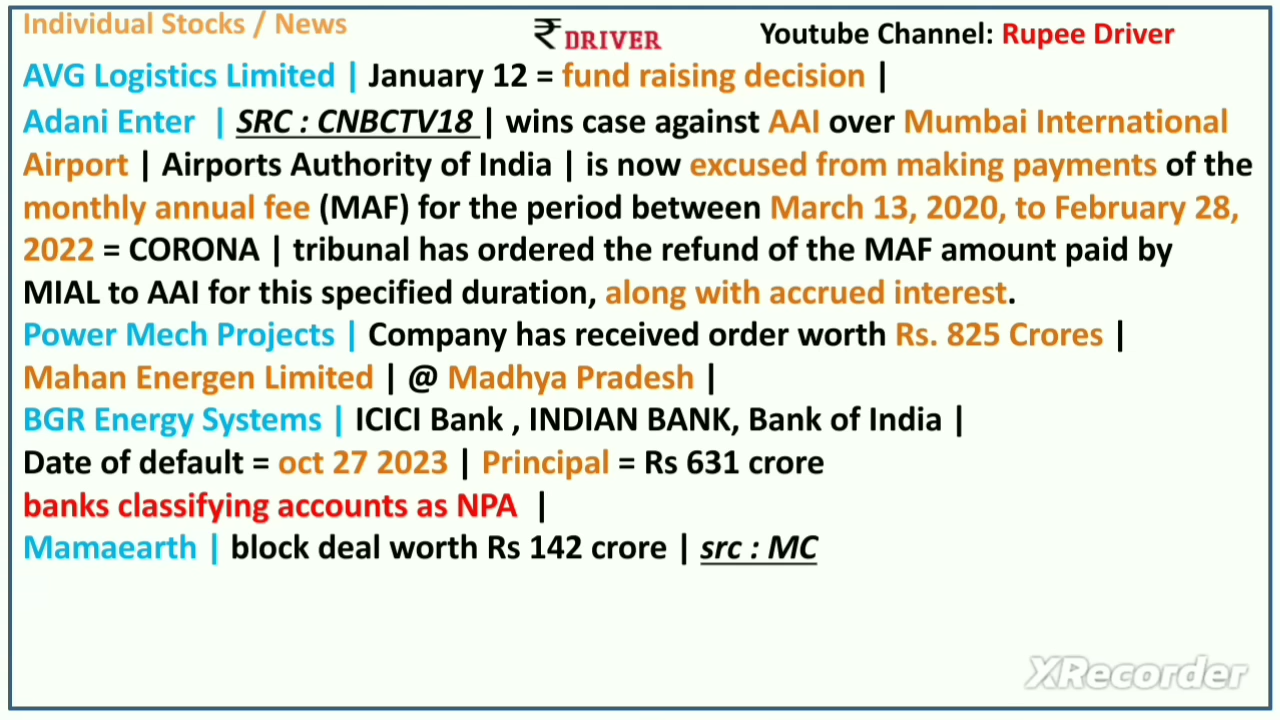 Individual Stocks / News
₹ DRIVER
Youtube Channel: Rupee Driver
AVG Logistics Limited | January 12 = fund raising decision |
Adani Enter | SRC : CNBCTV18 | wins case against AAI over Mumbai International
Airport | Airports Authority of India | is now excused from making payments of the
monthly annual fee (MAF) for the period between March 13, 2020, to February 28,
2022 = CORONA | tribunal has ordered the refund of the MAF amount paid by
MIAL to AAI for this specified duration, along with accrued interest.
Power Mech Projects | Company has received order worth Rs. 825 Crores |
Mahan Energen Limited | @ Madhya Pradesh |
BGR Energy Systems | ICICI Bank , INDIAN BANK, Bank of India |
Date of default = oct 27 2023 | Principal = Rs 631 crore
banks classifying accounts as NPA |
Mamaearth | block deal worth Rs 142 crore | src : MC
XRecorder